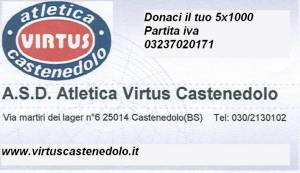 atletica
VIRTUS
castenedolo
Donaci il tuo 5x1000
Partita iva
03237020171
A.S.D. Atletica Virtus Castenedolo
Via martiri dei lager n°6 25014 Castenedolo(BS) Tel: 030/2130102
www.virtuscastenedolo.it